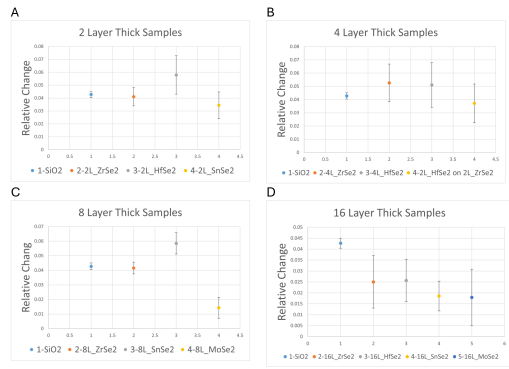 A
2 Layer Thick Samples
Relative Change
0.08
0.07
0.06
0.05
0.04
0.03
0.02
0.01
0
0 0.5 1 1.5 2 2.5 3 3.5 4 4.5
1-SiO2 2-2L_ZrSe2 3-2L_HfSe2 4-2L_SnSe2
B
4 Layer Thick Samples
Relative Change
0.08
0.07
0.06
0.05
0.04
0.03
0.02
0.01
0
0 0.5 1 1.5 2 2.5 3 3.5 4 4.5
1-SiO2 2-4L_ZrSe2 3-4L_HfSe2 4-2L_HfSe2 on 2L_ZrSe2
C
8 Layer Thick Samples
Relative Change
0.07
0.06
0.05
0.04
0.03
0.02
0.01
0
0 0.5 1 1.5 2 2.5 3 3.5 4 4.5
1-SiO2 2-8L_ZrSe2 3-8L_SnSe2 4-8L_MoSe2
D
16 Layer Thick Samples
Relative Change
0.05
0.045
0.04
0.035
0.03
0.025
0.02
0.015
0.01
0.005
0
0 1 2 3 4 5 6
1-SiO2 2-16L_ZrSe2 3-16L_HfSe2 4-16L_SnSe2 5-16L_MoSe2